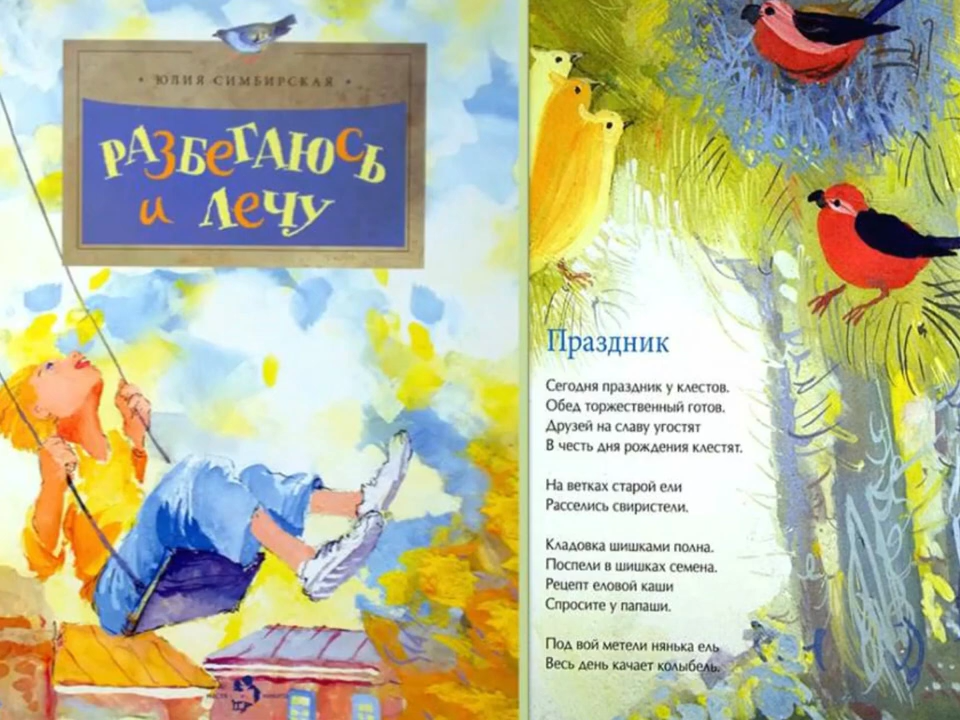 • ЮЛИЯ СИМБИРСКАЯ •
РАЗБЕГАЮСЬ
И ЛЕЧУ
Праздник
Сегодня праздник у клестов.
Обед торжественный готов.
Друзей на славу угостят
В честь дня рождения клестят.
На ветках старой ели
Расселись свиристели.
Кладовка шишками полна.
Поспели в шишках семена.
Рецепт еловой каши
Спросите у папаши.
Под вой метели нянька ель
Весь день качает колыбель.